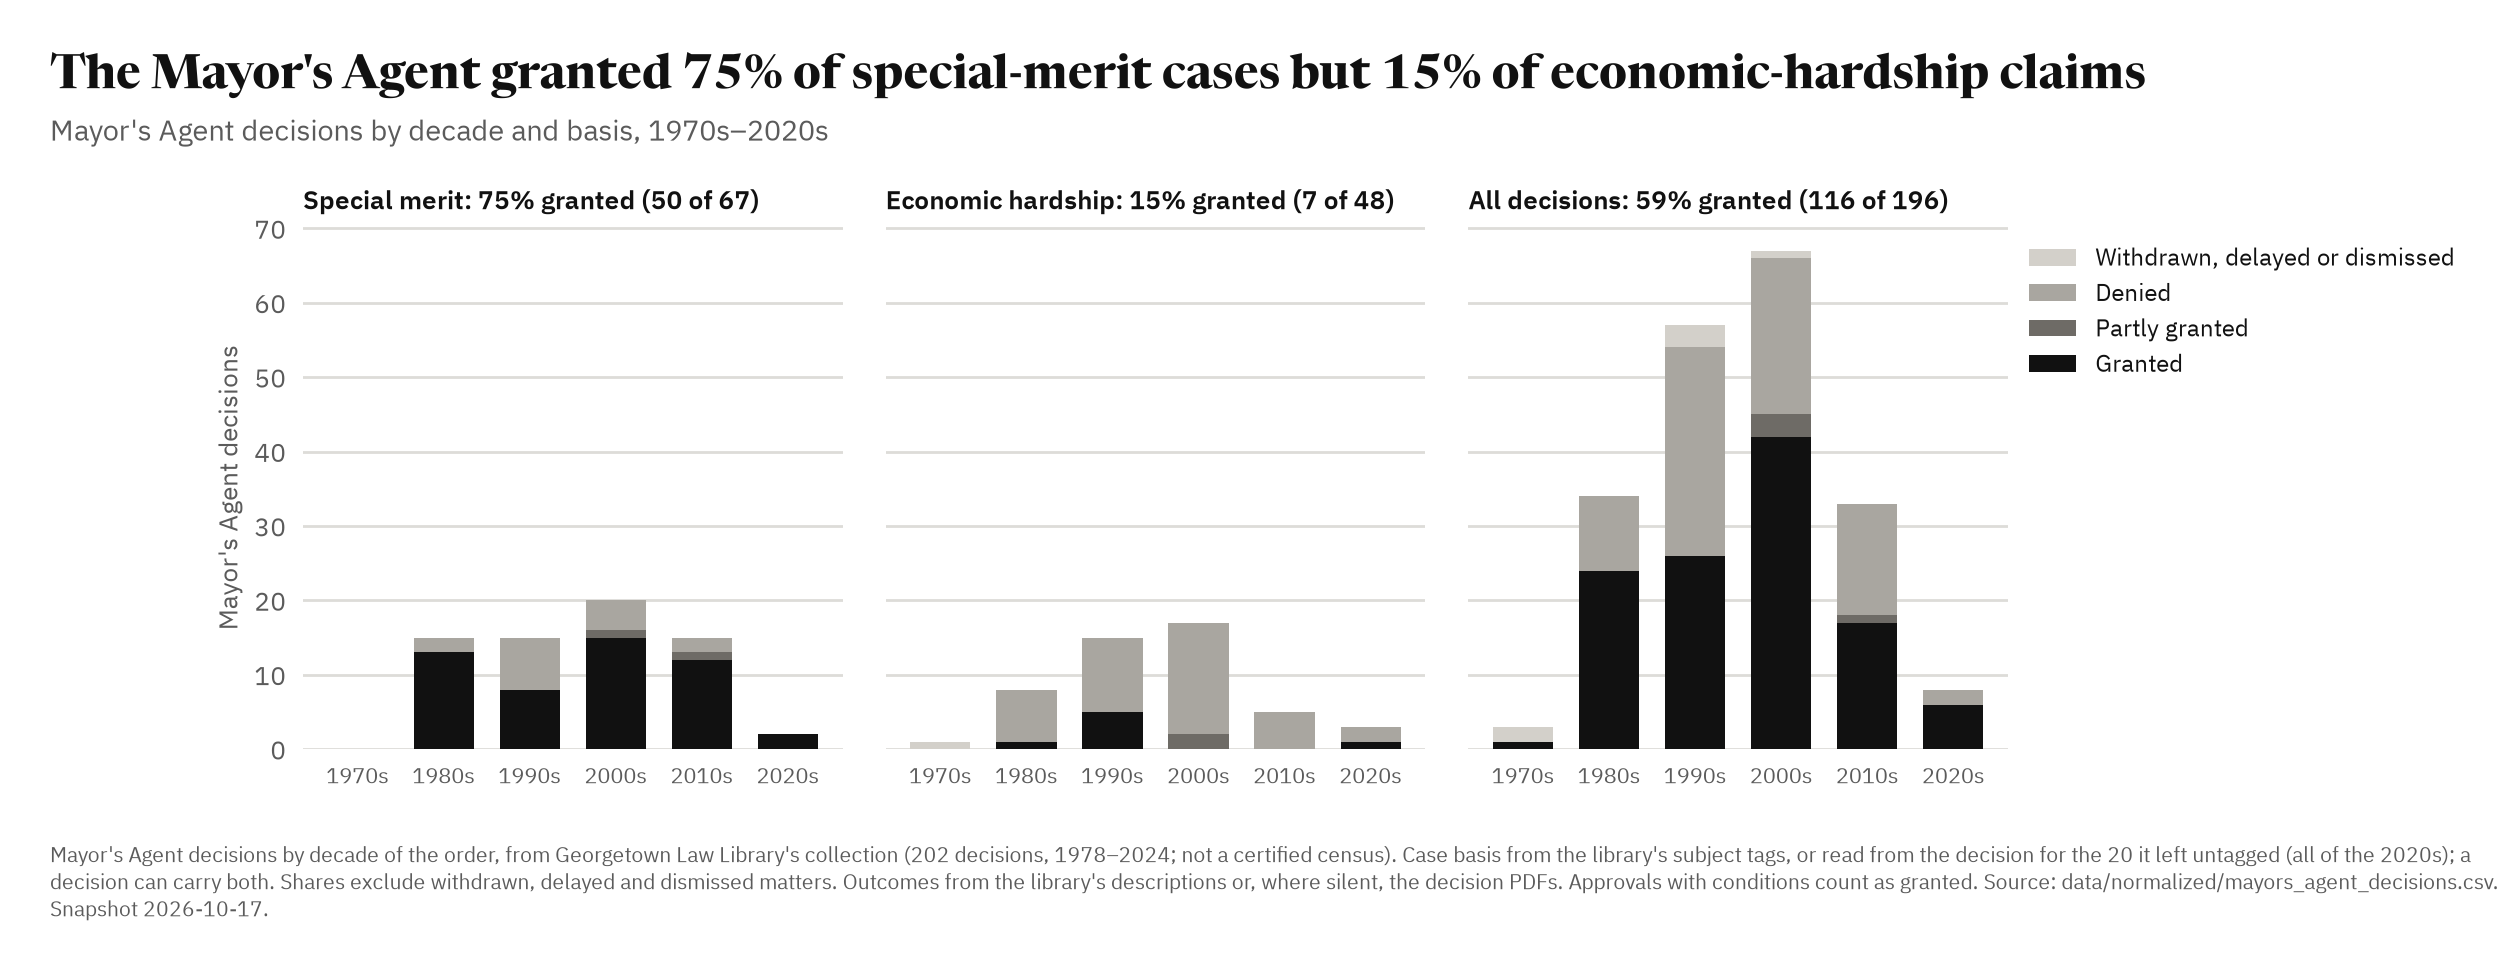 The Mayor's Agent granted 75% of special-merit cases but 15% of economic-hardship claims
Mayor's Agent decisions by decade and basis, 1970s–2020s
Special merit: 75% granted (50 of 67)
Economic hardship: 15% granted (7 of 48)
All decisions: 59% granted (116 of 196)
Mayor's Agent decisions
70
60
50
40
30
20
10
0
1970s 1980s 1990s 2000s 2010s 2020s
1970s 1980s 1990s 2000s 2010s 2020s
1970s 1980s 1990s 2000s 2010s 2020s
Withdrawn, delayed or dismissed
Denied
Partly granted
Granted
Mayor's Agent decisions by decade of the order, from Georgetown Law Library's collection (202 decisions, 1978–2024; not a certified census). Case basis from the library's subject tags, or read from the decision for the 20 it left untagged (all of the 2020s); a
decision can carry both. Shares exclude withdrawn, delayed and dismissed matters. Outcomes from the library's descriptions or, where silent, the decision PDFs. Approvals with conditions count as granted. Source: data/normalized/mayors_agent_decisions.csv.
Snapshot 2026-10-17.